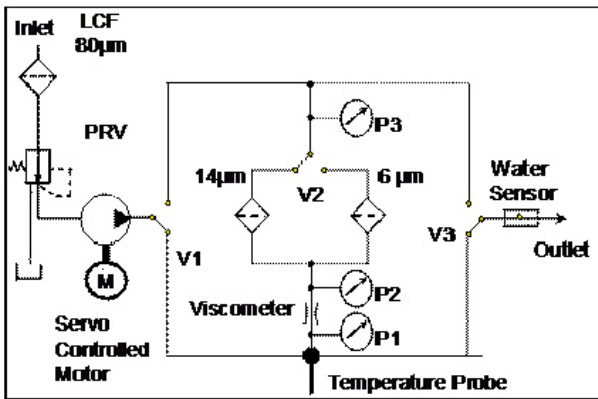 Inlet
LCF
80µm
PRV
M
Servo
Controlled
Motor
V1
14µm
V2
6 µm
P3
Viscometer
P2
P1
Temperature Probe
V3
Water
Sensor
Outlet